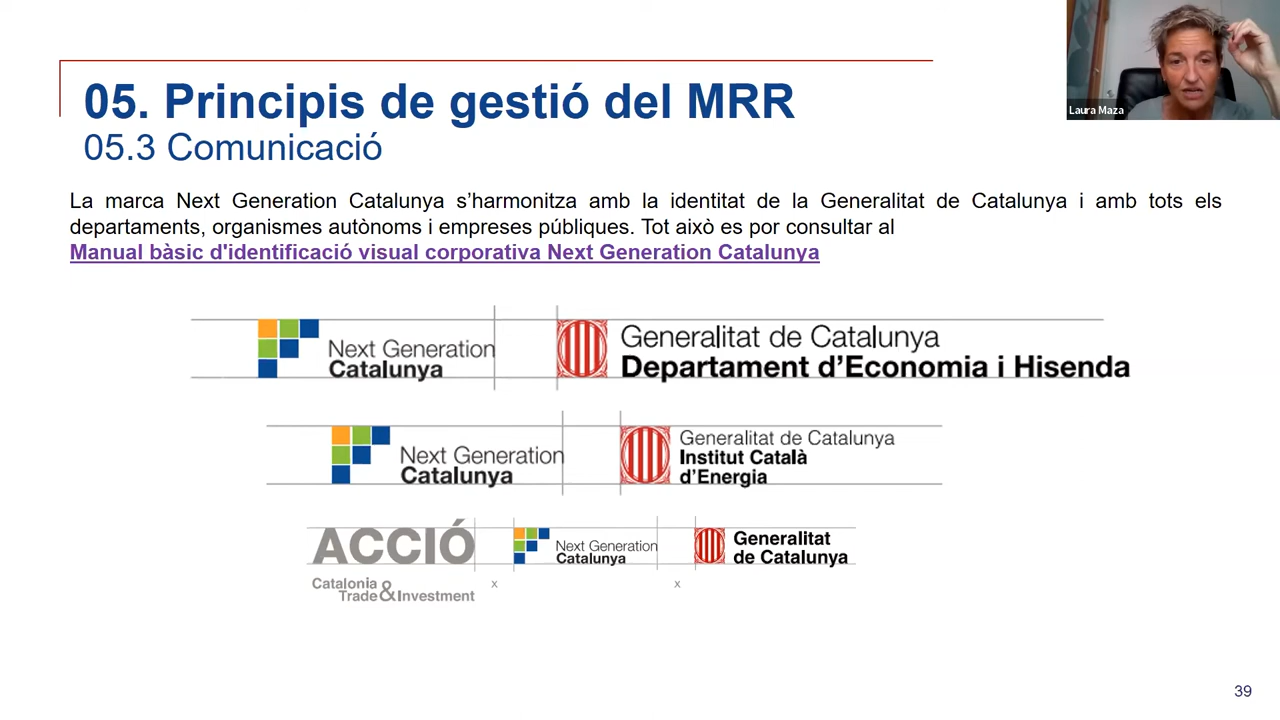 Laura Maza
05. Principis de gestió del MRR
05.3 Comunicació
La marca Next Generation Catalunya s'harmonitza amb la identitat de la Generalitat de Catalunya i amb tots els
departaments, organismes autònoms i empreses públiques. Tot això es por consultar al
Manual bàsic d'identificació visual corporativa Next Generation Catalunya
Next Generation
Catalunya
Generalitat de Catalunya
Departament d'Economia i Hisenda
Next Generation
Catalunya
Generalitat de Catalunya
Institut Català
d'Energia
ACCIÓ
Catalonia
Trade & Investment
Next Generation
Catalunya
Generalitat
de Catalunya
x
x
39